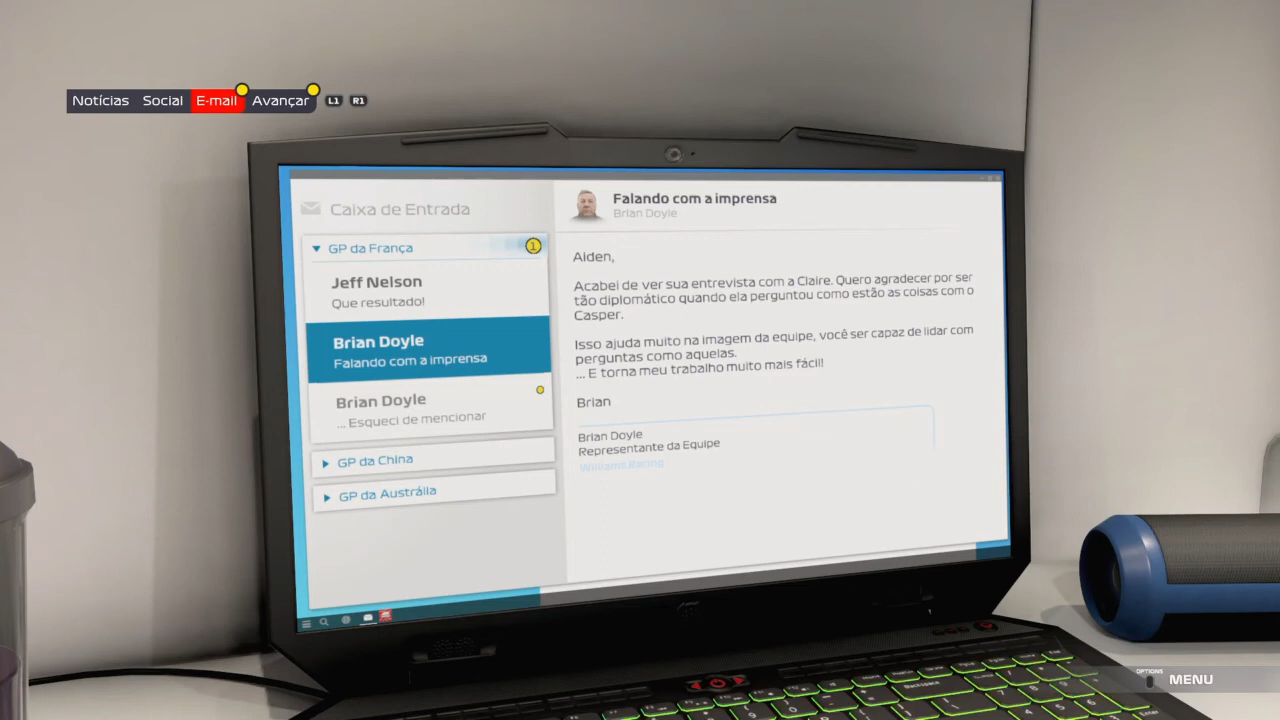 Notícias Social E-mail Avançar L1 R1
Caixa de Entrada
GP da França 1
Jeff Nelson
Que resultado!
Brian Doyle
Falando com a imprensa
Brian Doyle
... Esqueci de mencionar
GP da China
GP da Austrália
Falando com a imprensa
Brian Doyle
Aiden,
Acabei de ver sua entrevista com a Claire. Quero agradecer por ser
tão diplomático quando ela perguntou como estão as coisas com o
Casper.
Isso ajuda muito na imagem da equipe, você ser capaz de lidar com
perguntas como aquelas.
... E torna meu trabalho muito mais fácil!
Brian
Brian Doyle
Representante da Equipe
Williams Racing
OPTIONS
MENU